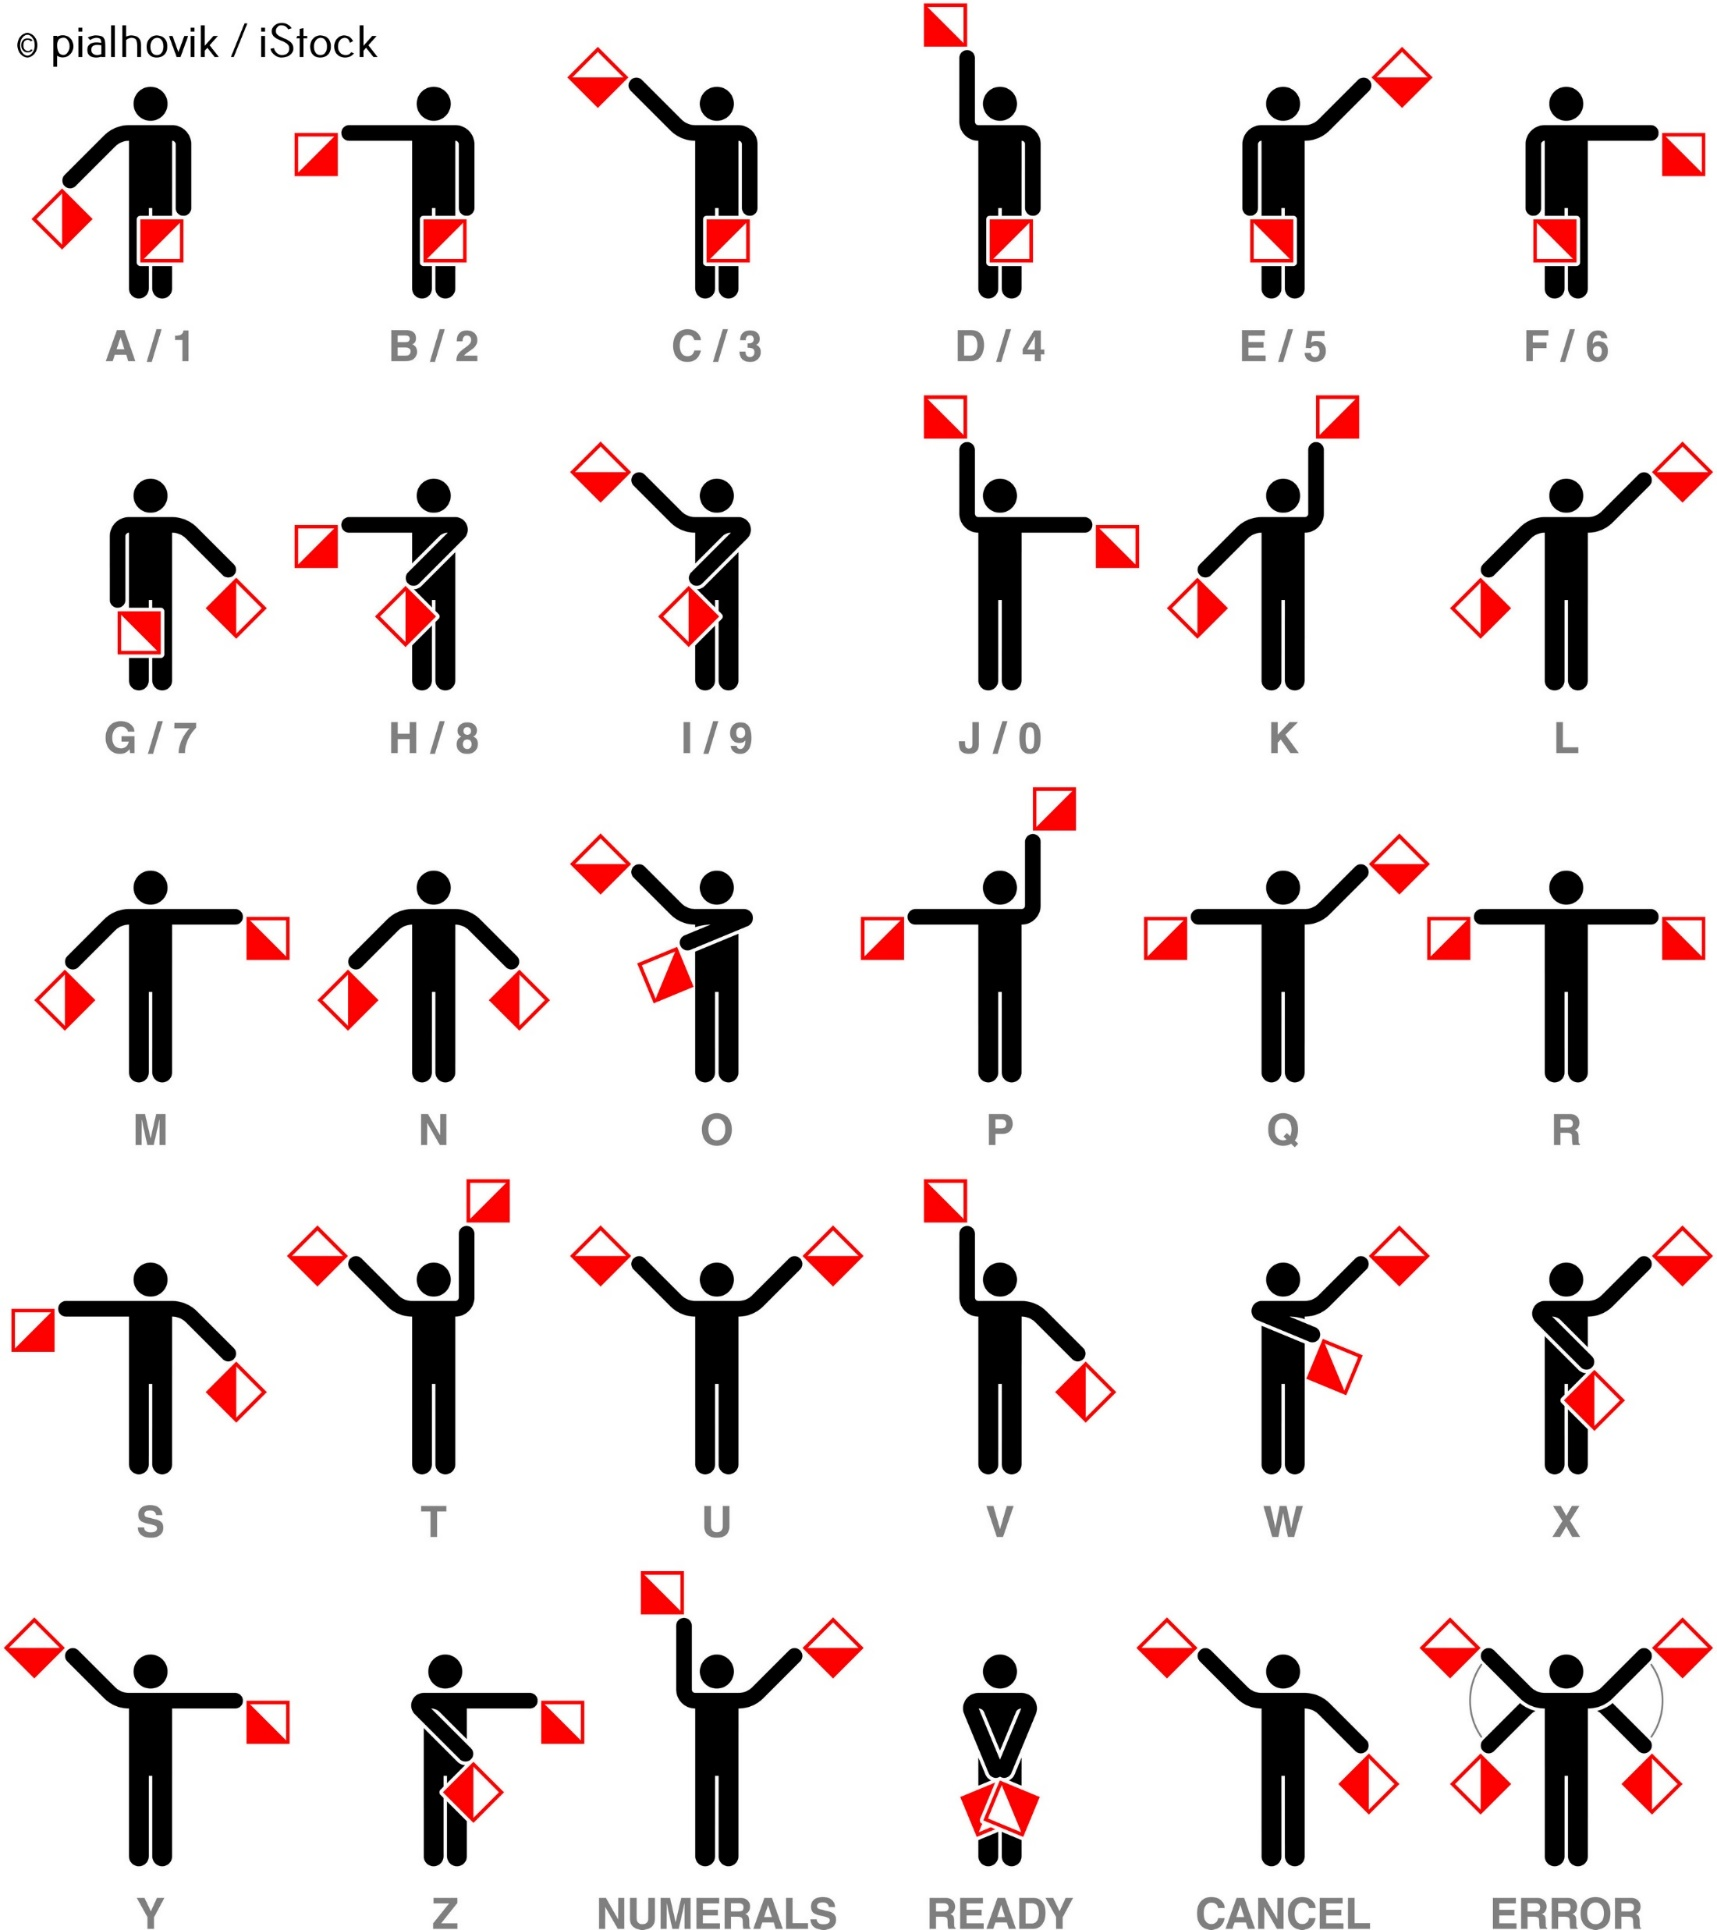 © pialhovik / iStock
A / 1 B / 2 C / 3 D / 4 E / 5 F / 6
G / 7 H / 8 I / 9 J / 0 K L
M N O P Q R
S T U V W X
Y Z NUMERALS READY CANCEL ERROR